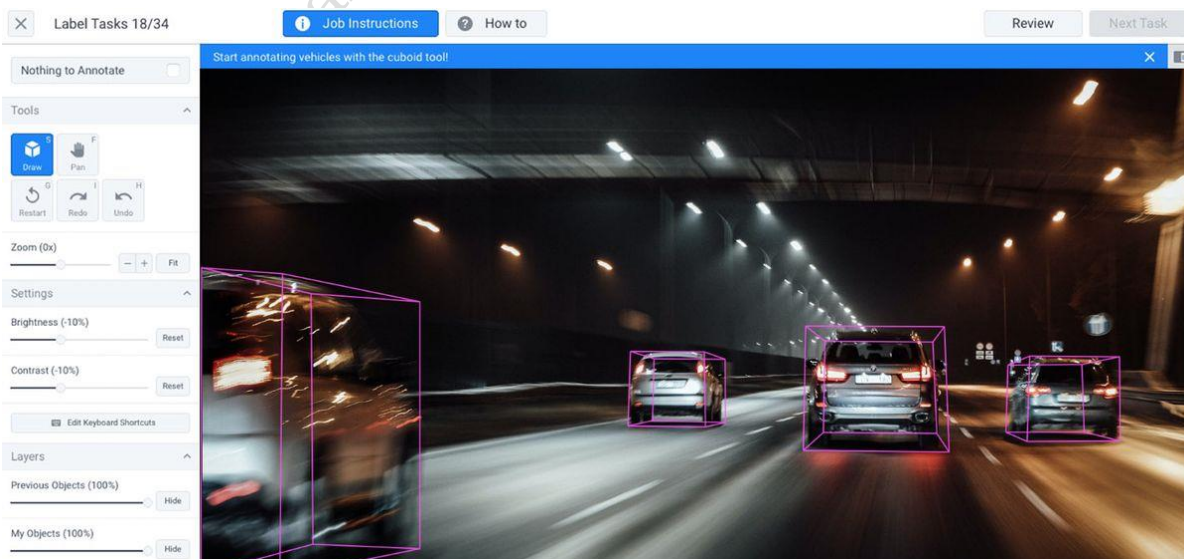 Label Tasks 18/34
Job Instructions
How to
Review
Next Task
Start annotating vehicles with the cuboid tool!
Nothing to Annotate
Tools
S
Draw
F
Pan
G
Restart
I
Redo
H
Undo
Zoom (0x)
Fit
Settings
Brightness (-10%)
Reset
Contrast (-10%)
Reset
Edit Keyboard Shortcuts
Layers
Previous Objects (100%)
Hide
My Objects (100%)
Hide